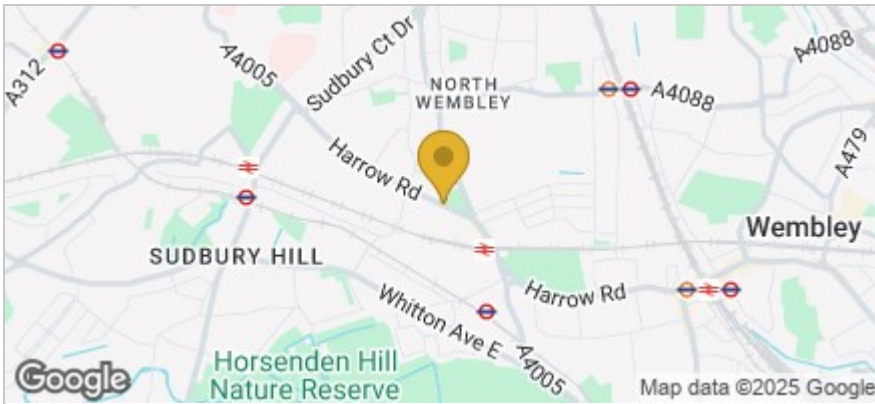 A312
A4005
Sudbury Ct Dr
NORTH
WEMBLEY
A4088
A4088
A479
Harrow Rd
Wembley
SUDBURY HILL
Harrow Rd
Whitton Ave E
A4005
Horsenden Hill
Nature Reserve
Google
Map data ©2025 Google